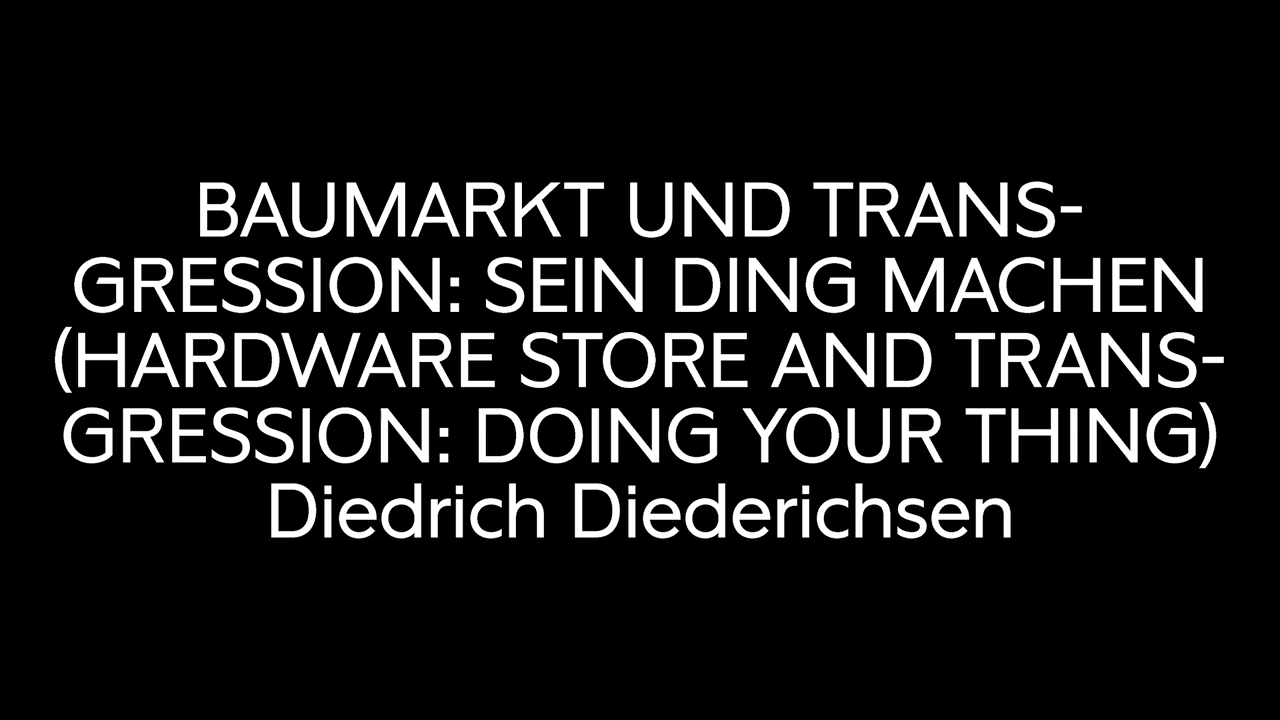 BAUMARKT UND TRANS-
GRESSION: SEIN DING MACHEN
(HARDWARE STORE AND TRANS-
GRESSION: DOING YOUR THING)
Diedrich Diederichsen